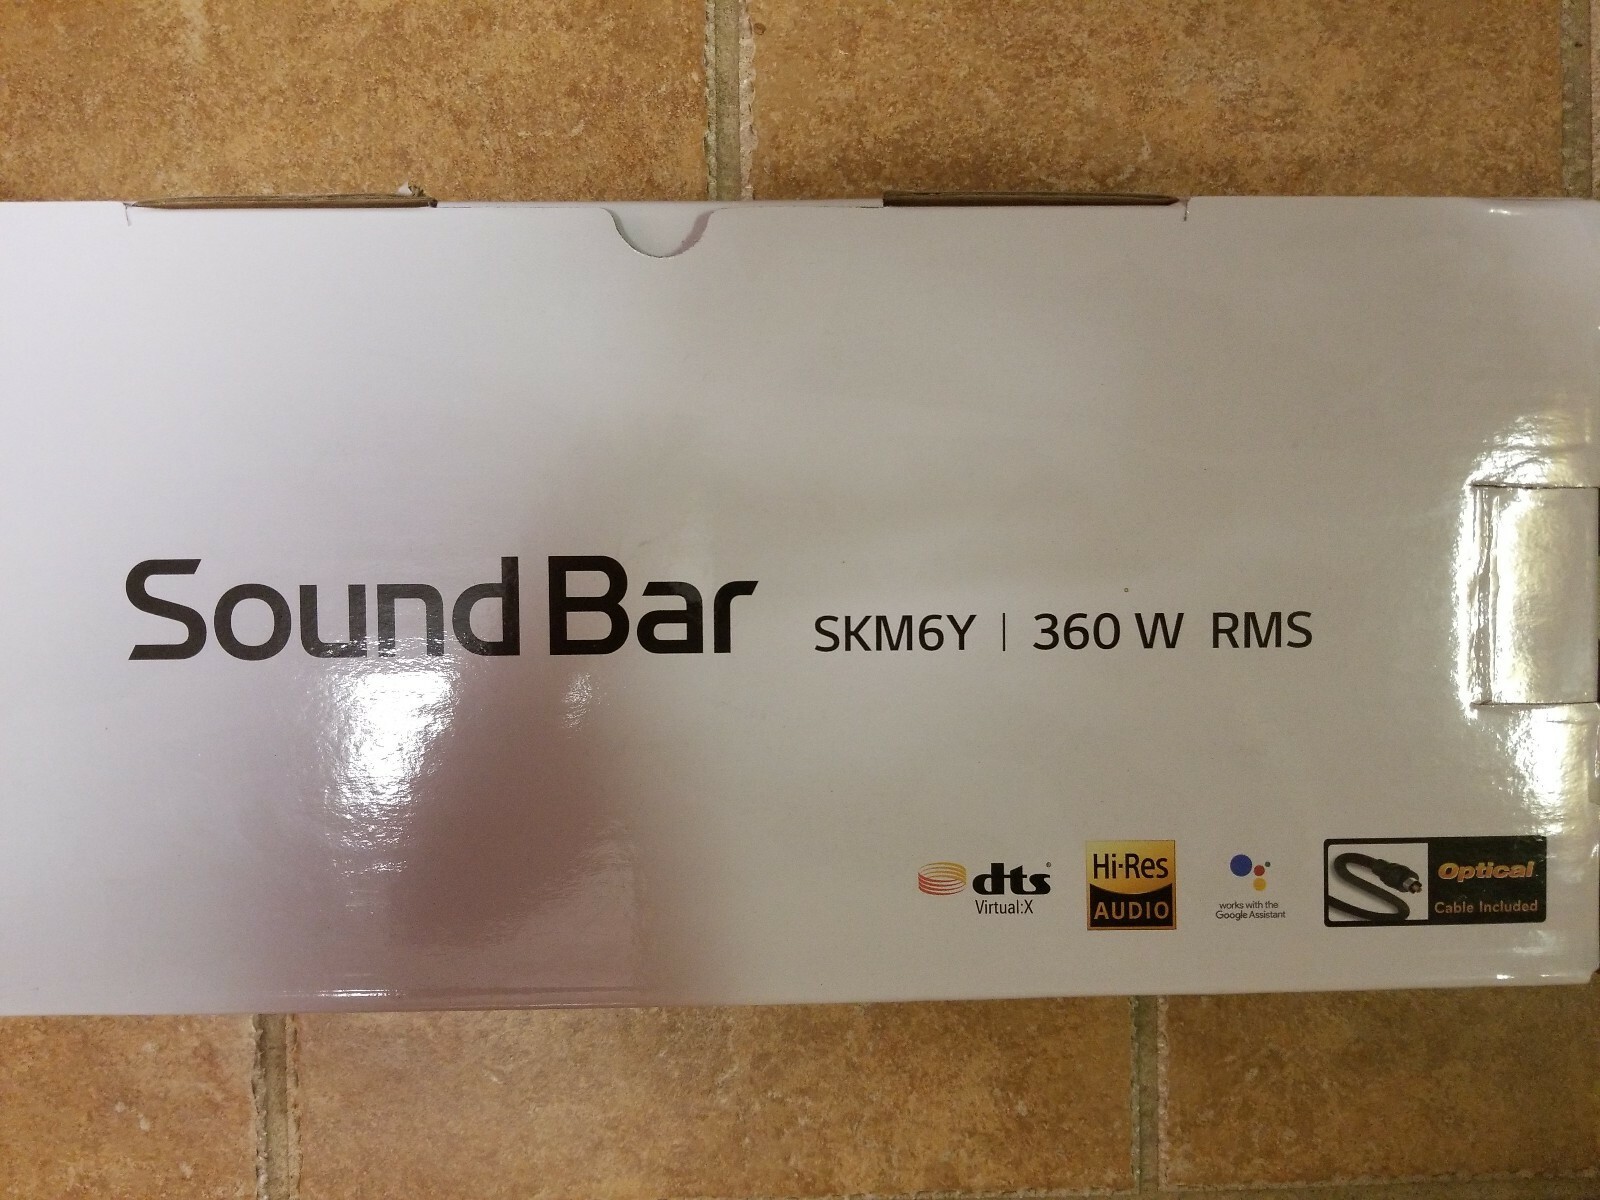 Sound Bar SKM6Y | 360 W RMS
dts®
Virtual:X
Hi-Res
AUDIO
works with the
Google Assistant
Optical
Cable Included